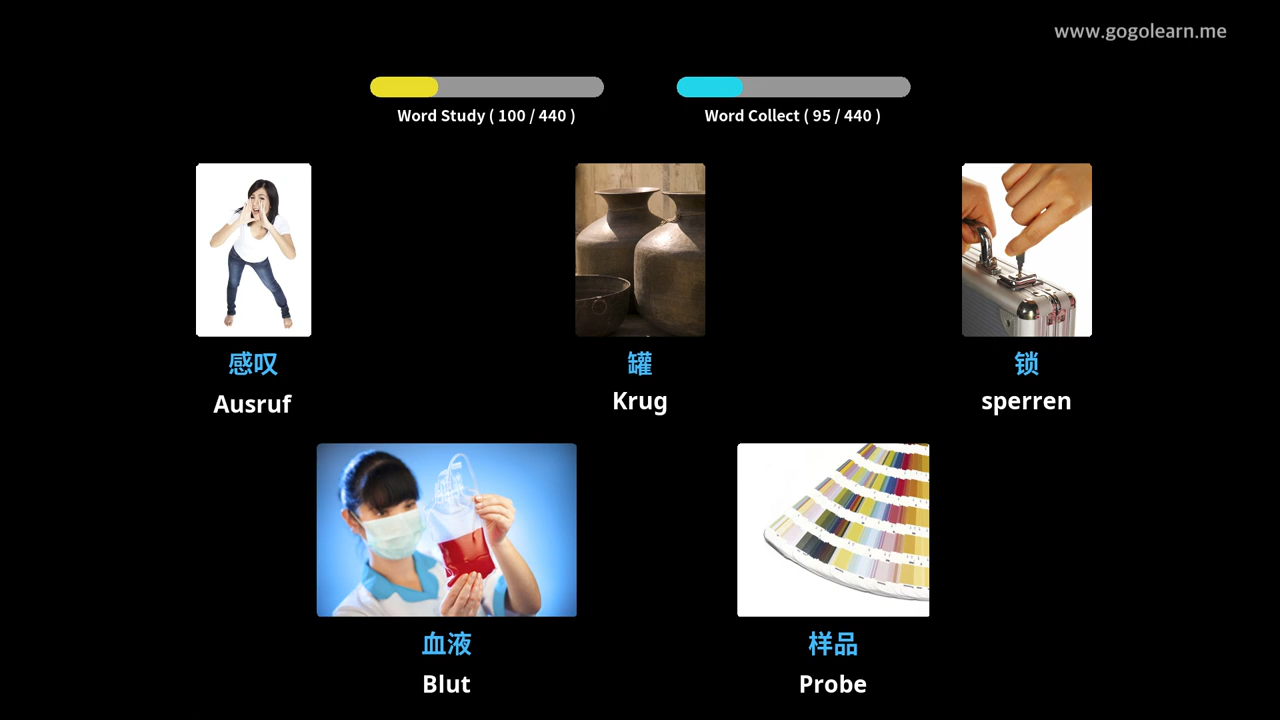 www.gogolearn.me
Word Study ( 100 / 440 )
Word Collect ( 95 / 440 )
感叹
Ausruf
罐
Krug
锁
sperren
血液
Blut
样品
Probe